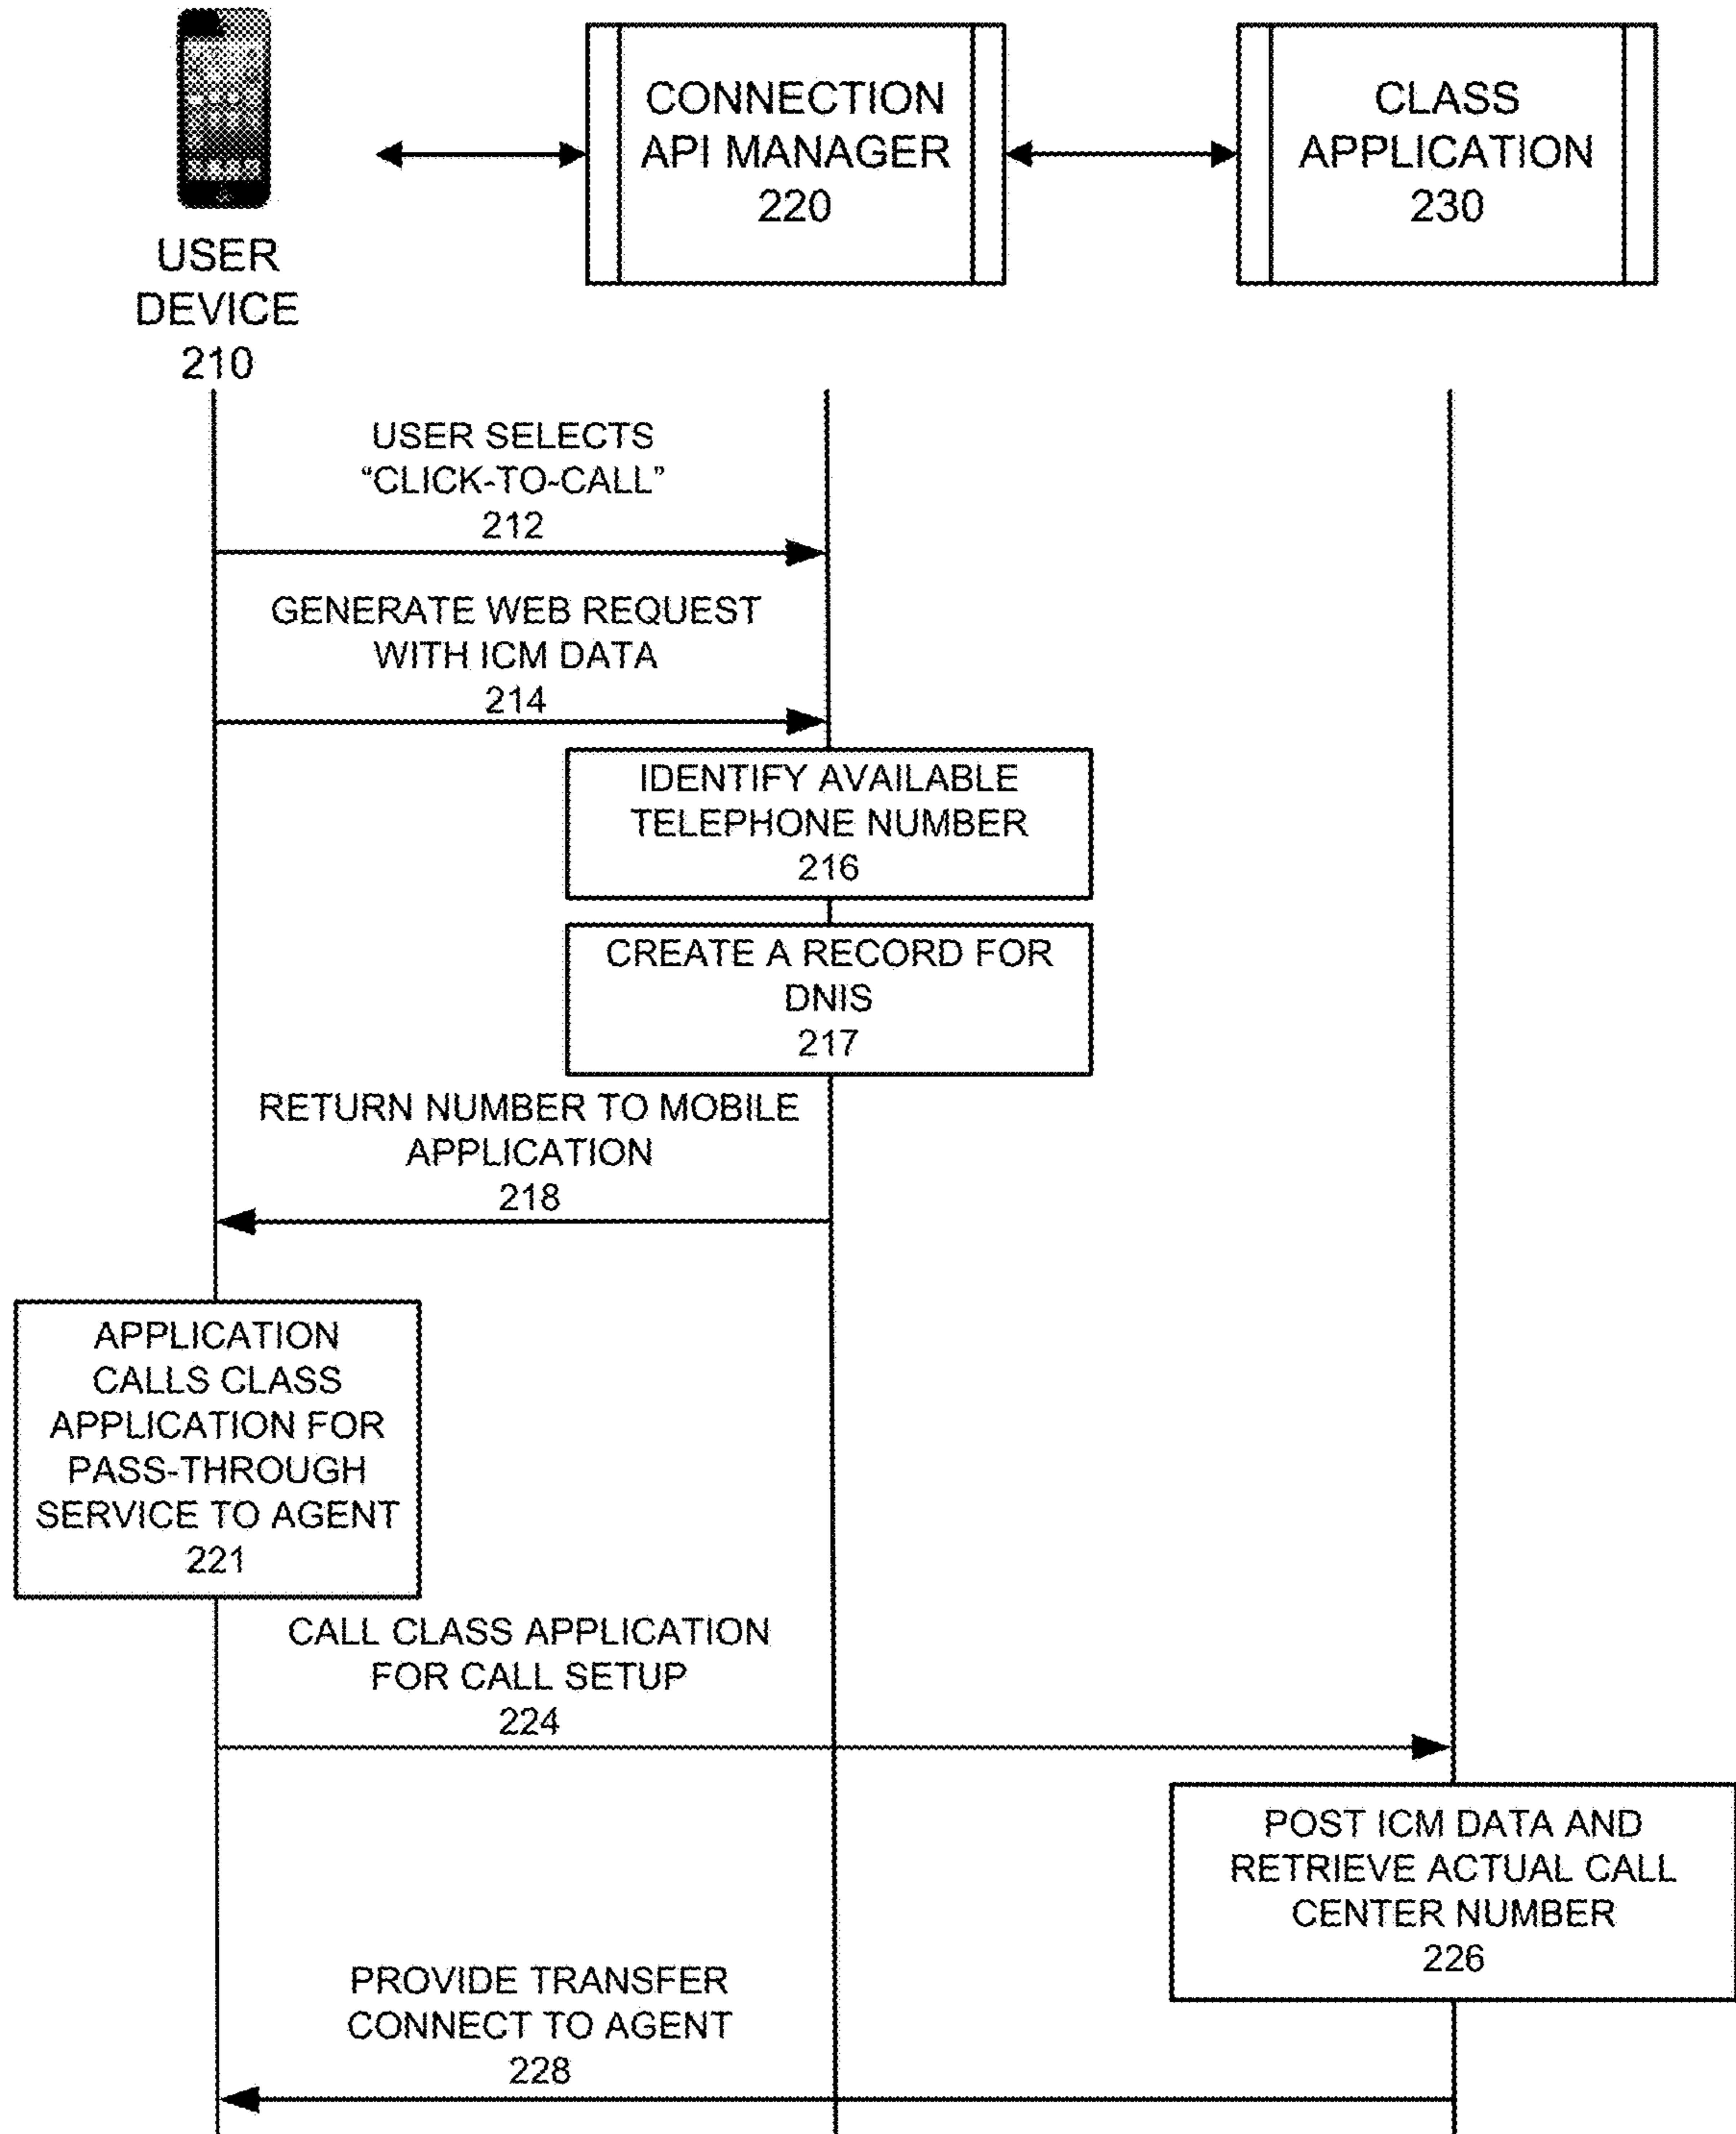 USER
DEVICE
210
CONNECTION
API MANAGER
220
CLASS
APPLICATION
230
USER SELECTS
“CLICK-TO-CALL”
212
GENERATE WEB REQUEST
WITH ICM DATA
214
IDENTIFY AVAILABLE
TELEPHONE NUMBER
216
CREATE A RECORD FOR
DNIS
217
RETURN NUMBER TO MOBILE
APPLICATION
218
APPLICATION
CALLS CLASS
APPLICATION FOR
PASS-THROUGH
SERVICE TO AGENT
221
CALL CLASS APPLICATION
FOR CALL SETUP
224
POST ICM DATA AND
RETRIEVE ACTUAL CALL
CENTER NUMBER
226
PROVIDE TRANSFER
CONNECT TO AGENT
228